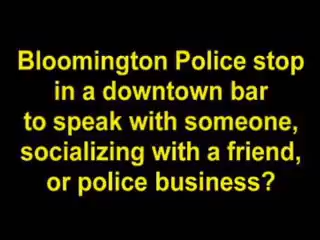 Bloomington Police stop
in a downtown bar
to speak with someone,
socializing with a friend,
or police business?